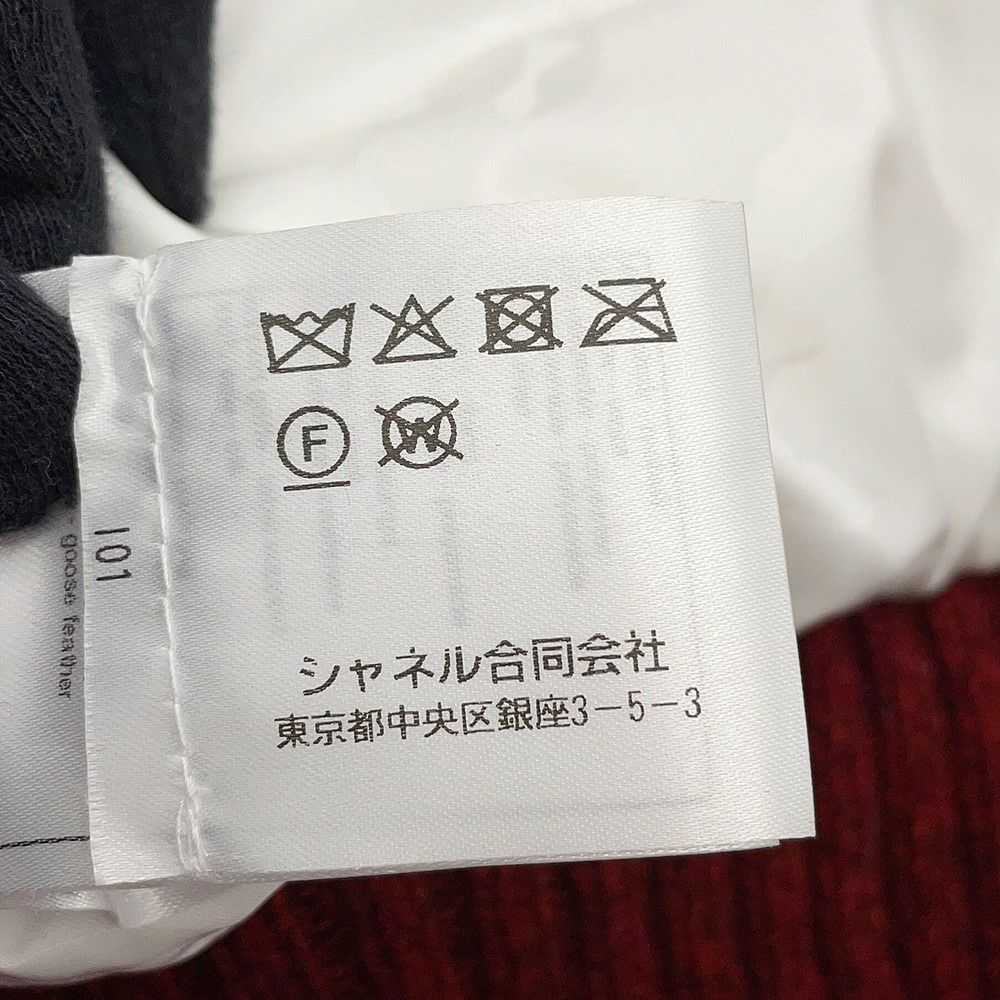 F
W
シャネル合同会社
東京都中央区銀座3-5-3
101
goose feather